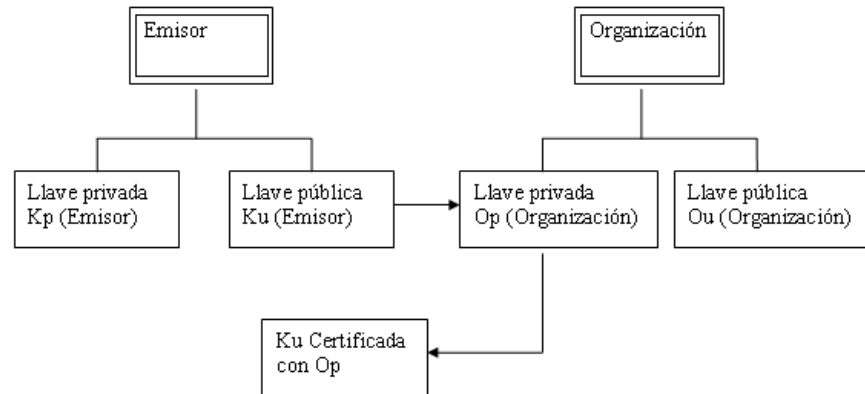 Emisor
Organización
Llave privada
Kp (Emisor)
Llave pública
Ku (Emisor)
Llave privada
Op (Organización)
Llave pública
Ou (Organización)
Ku Certificada
con Op